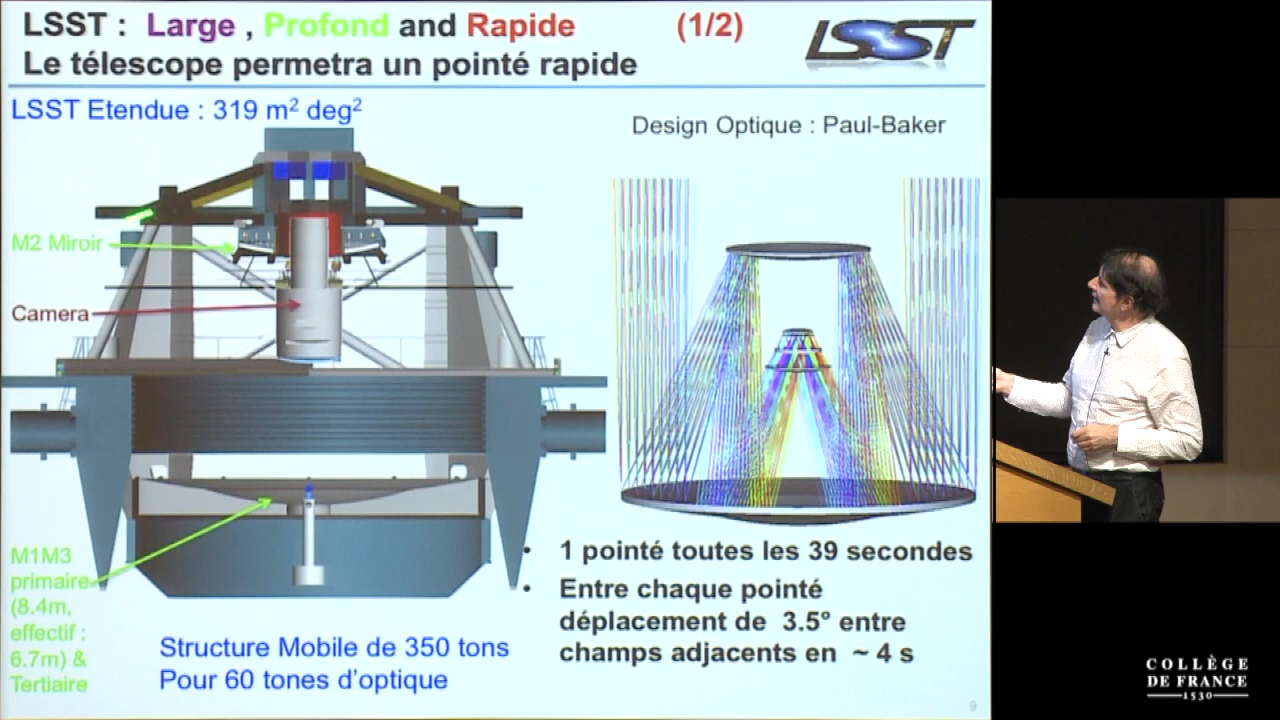 LSST : Large , Profond and Rapide (1/2)
Le télescope permetra un pointé rapide
LSST
LSST Etendue : 319 m² deg²
Design Optique : Paul-Baker
M2 Miroir
Camera
M1M3
primaire
(8.4m,
effectif :
6.7m) &
Tertiaire
Structure Mobile de 350 tons
Pour 60 tones d'optique
• 1 pointé toutes les 39 secondes
• Entre chaque pointé
déplacement de 3.5° entre
champs adjacents en ~ 4 s
9
COLLÈGE
DE FRANCE
1530